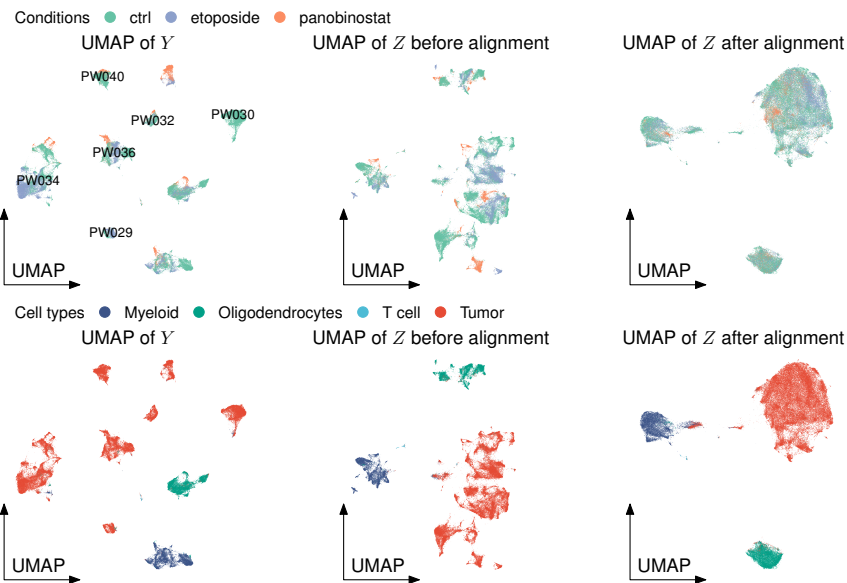 Conditions ctrl etoposide panobinostat
UMAP of Y UMAP of Z before alignment UMAP of Z after alignment
PW040
PW032
PW030
PW036
PW034
PW029
UMAP UMAP UMAP
Cell types Myeloid Oligodendrocytes T cell Tumor
UMAP of Y UMAP of Z before alignment UMAP of Z after alignment
UMAP UMAP UMAP